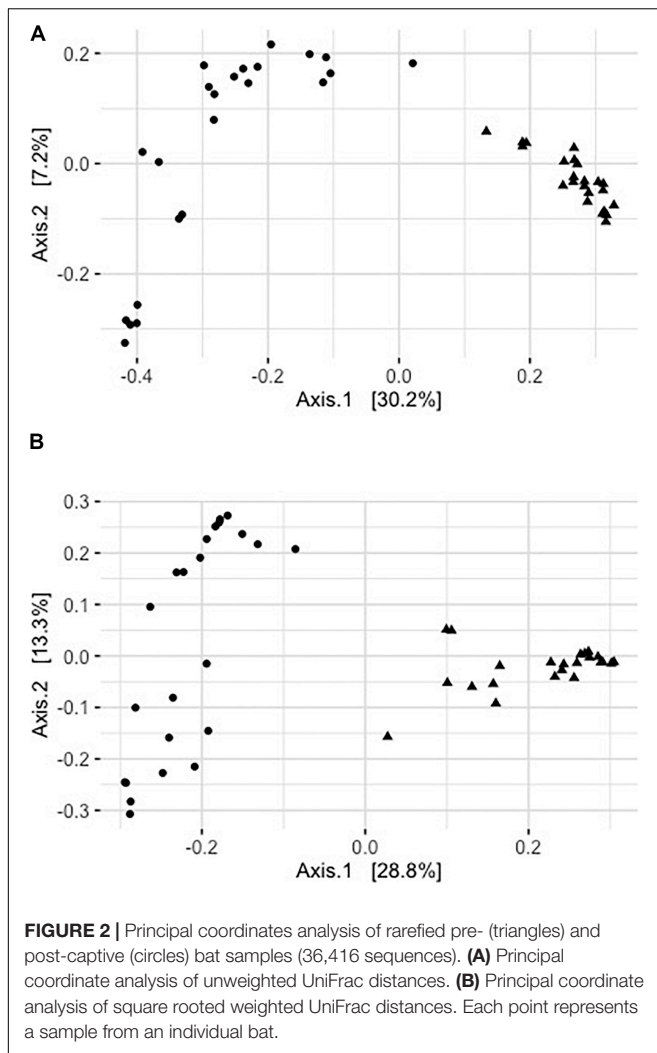 A
0.2
0.0
-0.2
Axis.2 [7.2%]
-0.4 -0.2 0.0 0.2
Axis.1 [30.2%]
B
0.3
0.2
0.1
0.0
-0.1
-0.2
-0.3
Axis.2 [13.3%]
-0.2 0.0 0.2
Axis.1 [28.8%]
FIGURE 2 | Principal coordinates analysis of rarefied pre- (triangles) and
post-captive (circles) bat samples (36,416 sequences). (A) Principal
coordinate analysis of unweighted UniFrac distances. (B) Principal coordinate
analysis of square rooted weighted UniFrac distances. Each point represents
a sample from an individual bat.